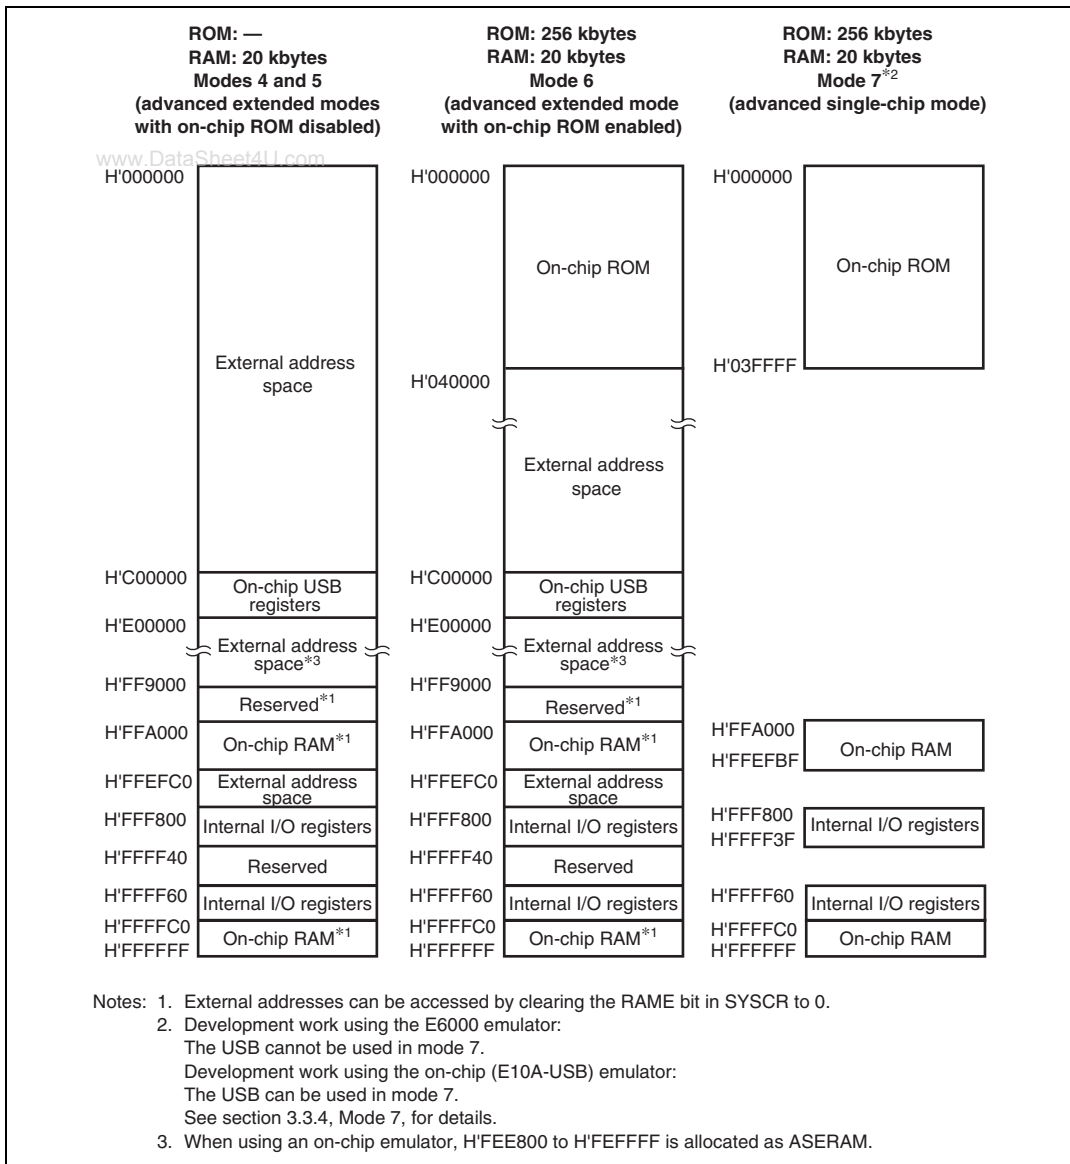 ROM: —
RAM: 20 kbytes
Modes 4 and 5
(advanced extended modes
with on-chip ROM disabled)
ROM: 256 kbytes
RAM: 20 kbytes
Mode 6
(advanced extended mode
with on-chip ROM enabled)
ROM: 256 kbytes
RAM: 20 kbytes
Mode 7*2
(advanced single-chip mode)
www.DataSheet4U.com
H'000000
External address
space
H'C00000
On-chip USB
registers
H'E00000
External address
space*3
H'FF9000
Reserved*1
H'FFA000
On-chip RAM*1
H'FFEFC0
External address
space
H'FFF800
Internal I/O registers
H'FFFF40
Reserved
H'FFFF60
Internal I/O registers
H'FFFFC0
On-chip RAM*1
H'FFFFFF
H'000000
On-chip ROM
H'040000
External address
space
H'C00000
On-chip USB
registers
H'E00000
External address
space*3
H'FF9000
Reserved*1
H'FFA000
On-chip RAM*1
H'FFEFC0
External address
space
H'FFF800
Internal I/O registers
H'FFFF40
Reserved
H'FFFF60
Internal I/O registers
H'FFFFC0
On-chip RAM*1
H'FFFFFF
H'000000
On-chip ROM
H'03FFFF
H'FFA000
On-chip RAM
H'FFEFBF
H'FFF800
Internal I/O registers
H'FFFF3F
H'FFFF60
Internal I/O registers
H'FFFFC0
On-chip RAM
H'FFFFFF
Notes: 1. External addresses can be accessed by clearing the RAME bit in SYSCR to 0.
2. Development work using the E6000 emulator:
The USB cannot be used in mode 7.
Development work using the on-chip (E10A-USB) emulator:
The USB can be used in mode 7.
See section 3.3.4, Mode 7, for details.
3. When using an on-chip emulator, H'FEE800 to H'FEFFFF is allocated as ASERAM.